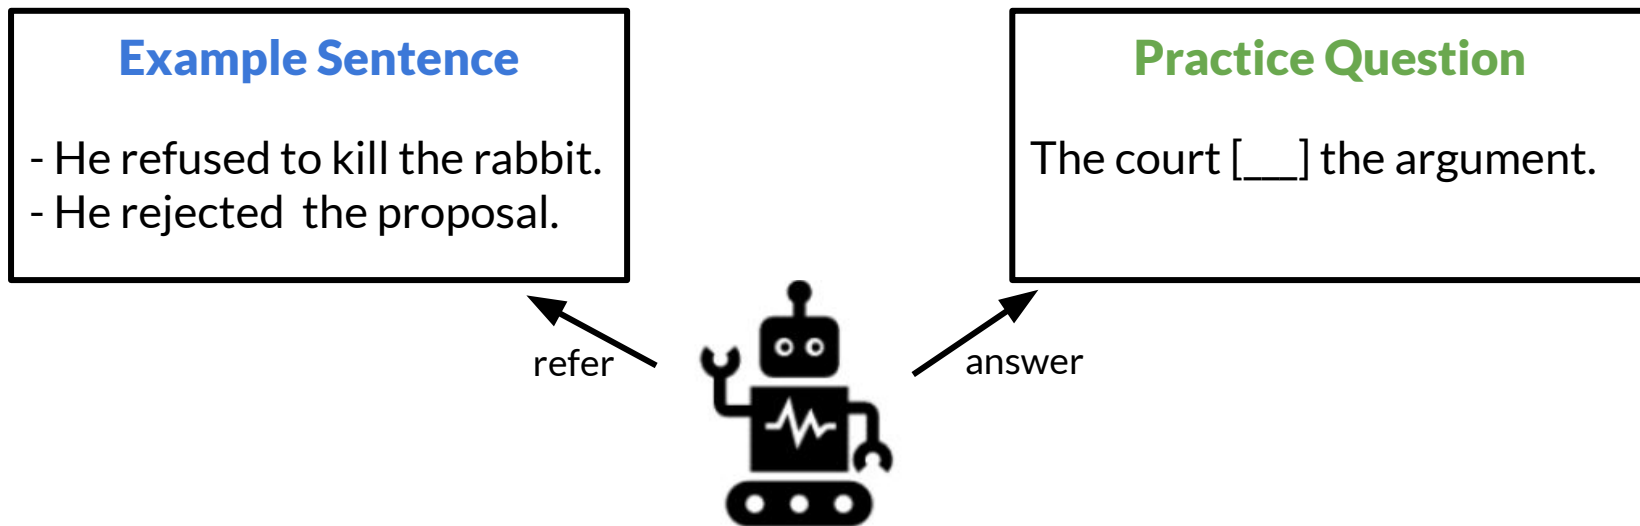 Example Sentence
- He refused to kill the rabbit.
- He rejected the proposal.
Practice Question
The court [___] the argument.
refer
answer